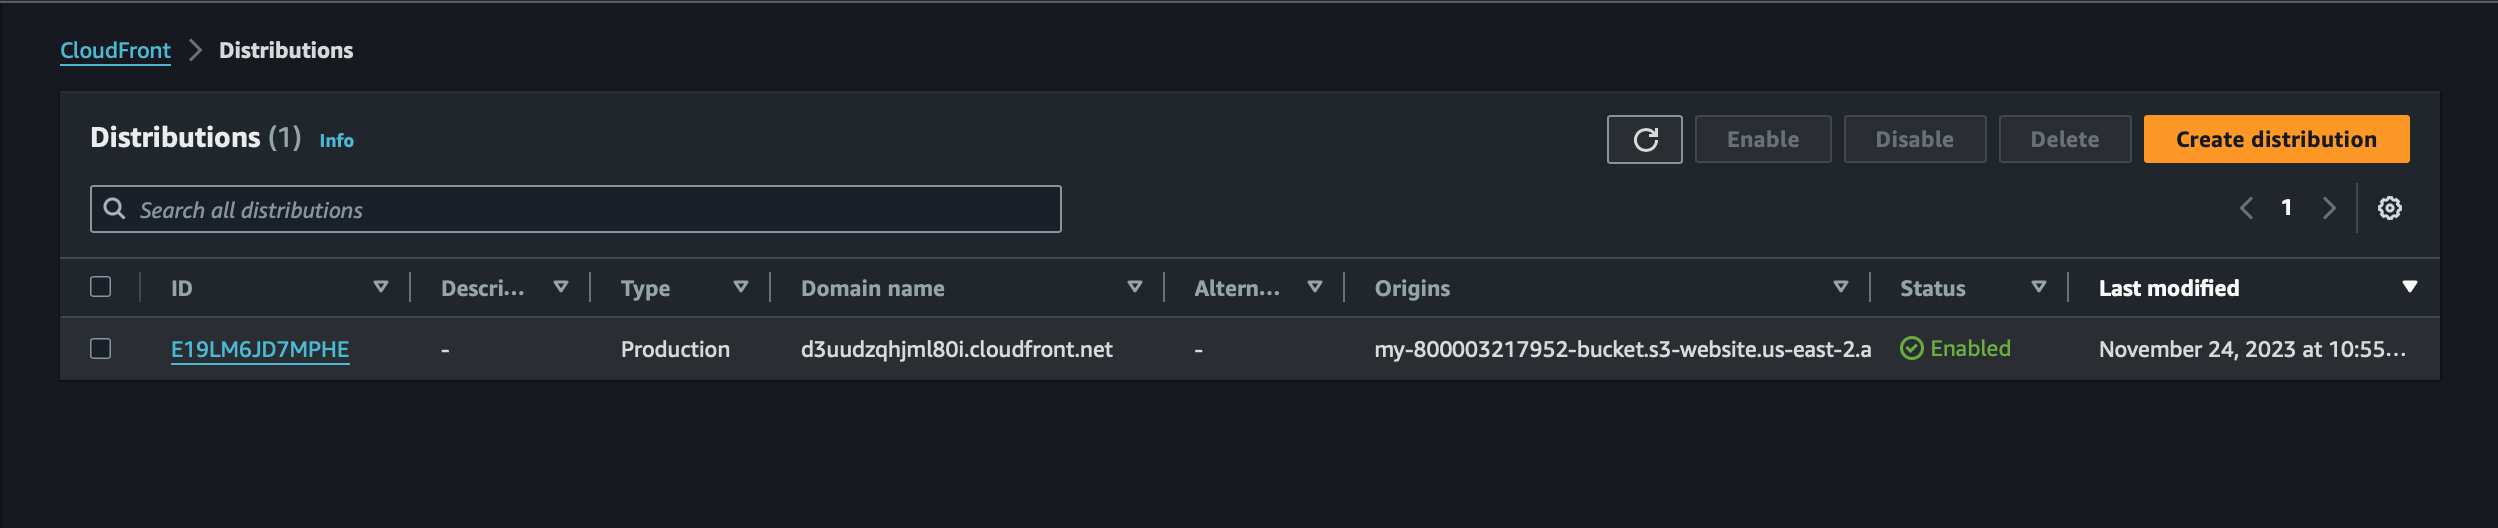 CloudFront Distributions
Distributions (1) Info Enable Disable Delete Create distribution
Search all distributions 1
ID Descri... Type Domain name Altern... Origins Status Last modified
E19LM6JD7MPHE - Production d3uudzqhjml80i.cloudfront.net - my-800003217952-bucket.s3-website.us-east-2.a Enabled November 24, 2023 at 10:55...